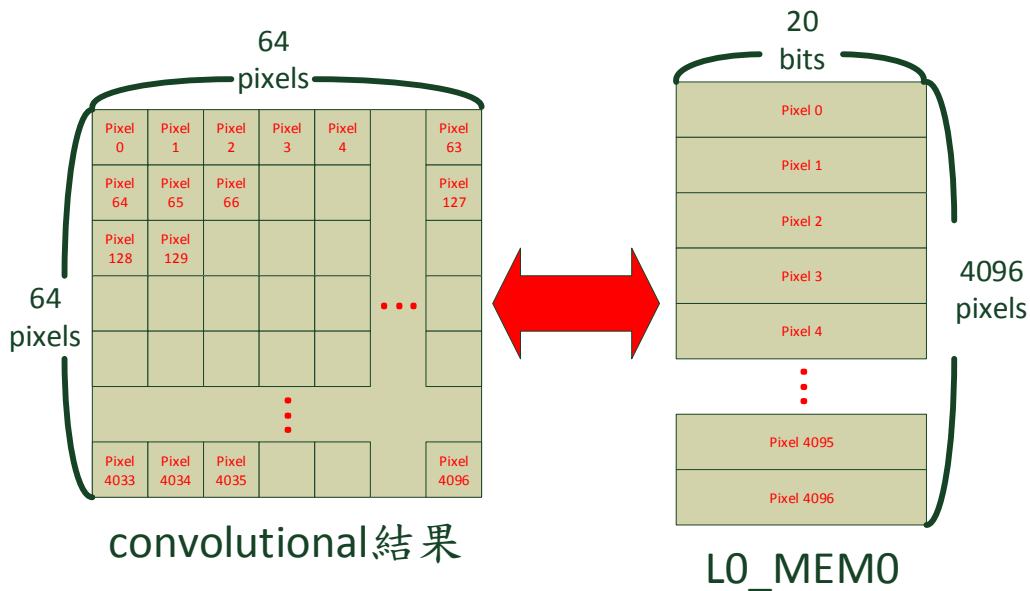 64
pixels
64
pixels
Pixel
0
Pixel
1
Pixel
2
Pixel
3
Pixel
4
Pixel
63
Pixel
64
Pixel
65
Pixel
66
Pixel
127
Pixel
128
Pixel
129
Pixel
4033
Pixel
4034
Pixel
4035
Pixel
4096
convolutional結果
20
bits
Pixel 0
Pixel 1
Pixel 2
Pixel 3
Pixel 4
Pixel 4095
Pixel 4096
4096
pixels
L0_MEM0